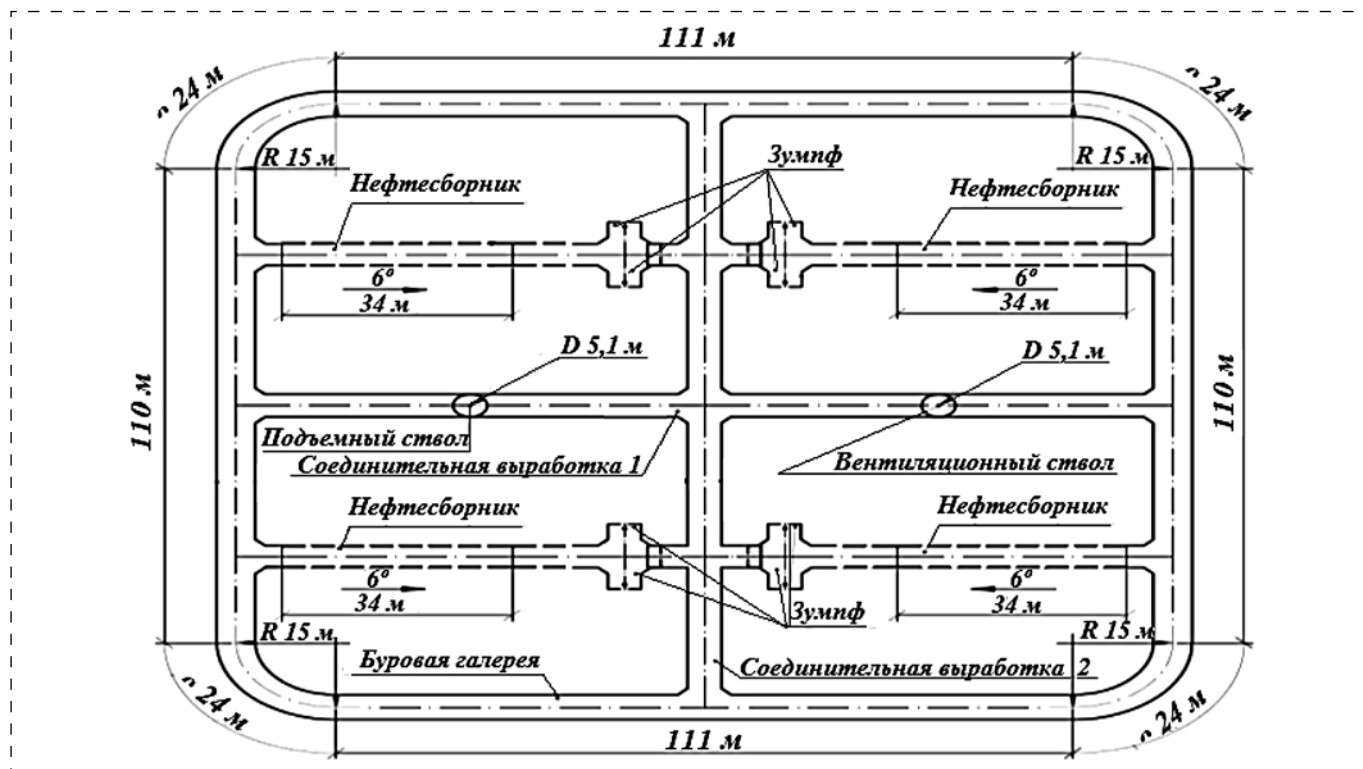 111 м
24 м
24 м
R 15 м
R 15 м
Зумпф
Нефтесборник
Нефтесборник
6°
34 м
6°
34 м
D 5,1 м
D 5,1 м
110 м
110 м
Подъемный ствол
Соединительная выработка 1
Вентиляционный ствол
Нефтесборник
Нефтесборник
6°
34 м
6°
34 м
Зумпф
R 15 м
R 15 м
Буровая галерея
Соединительная выработка 2
24 м
24 м
111 м